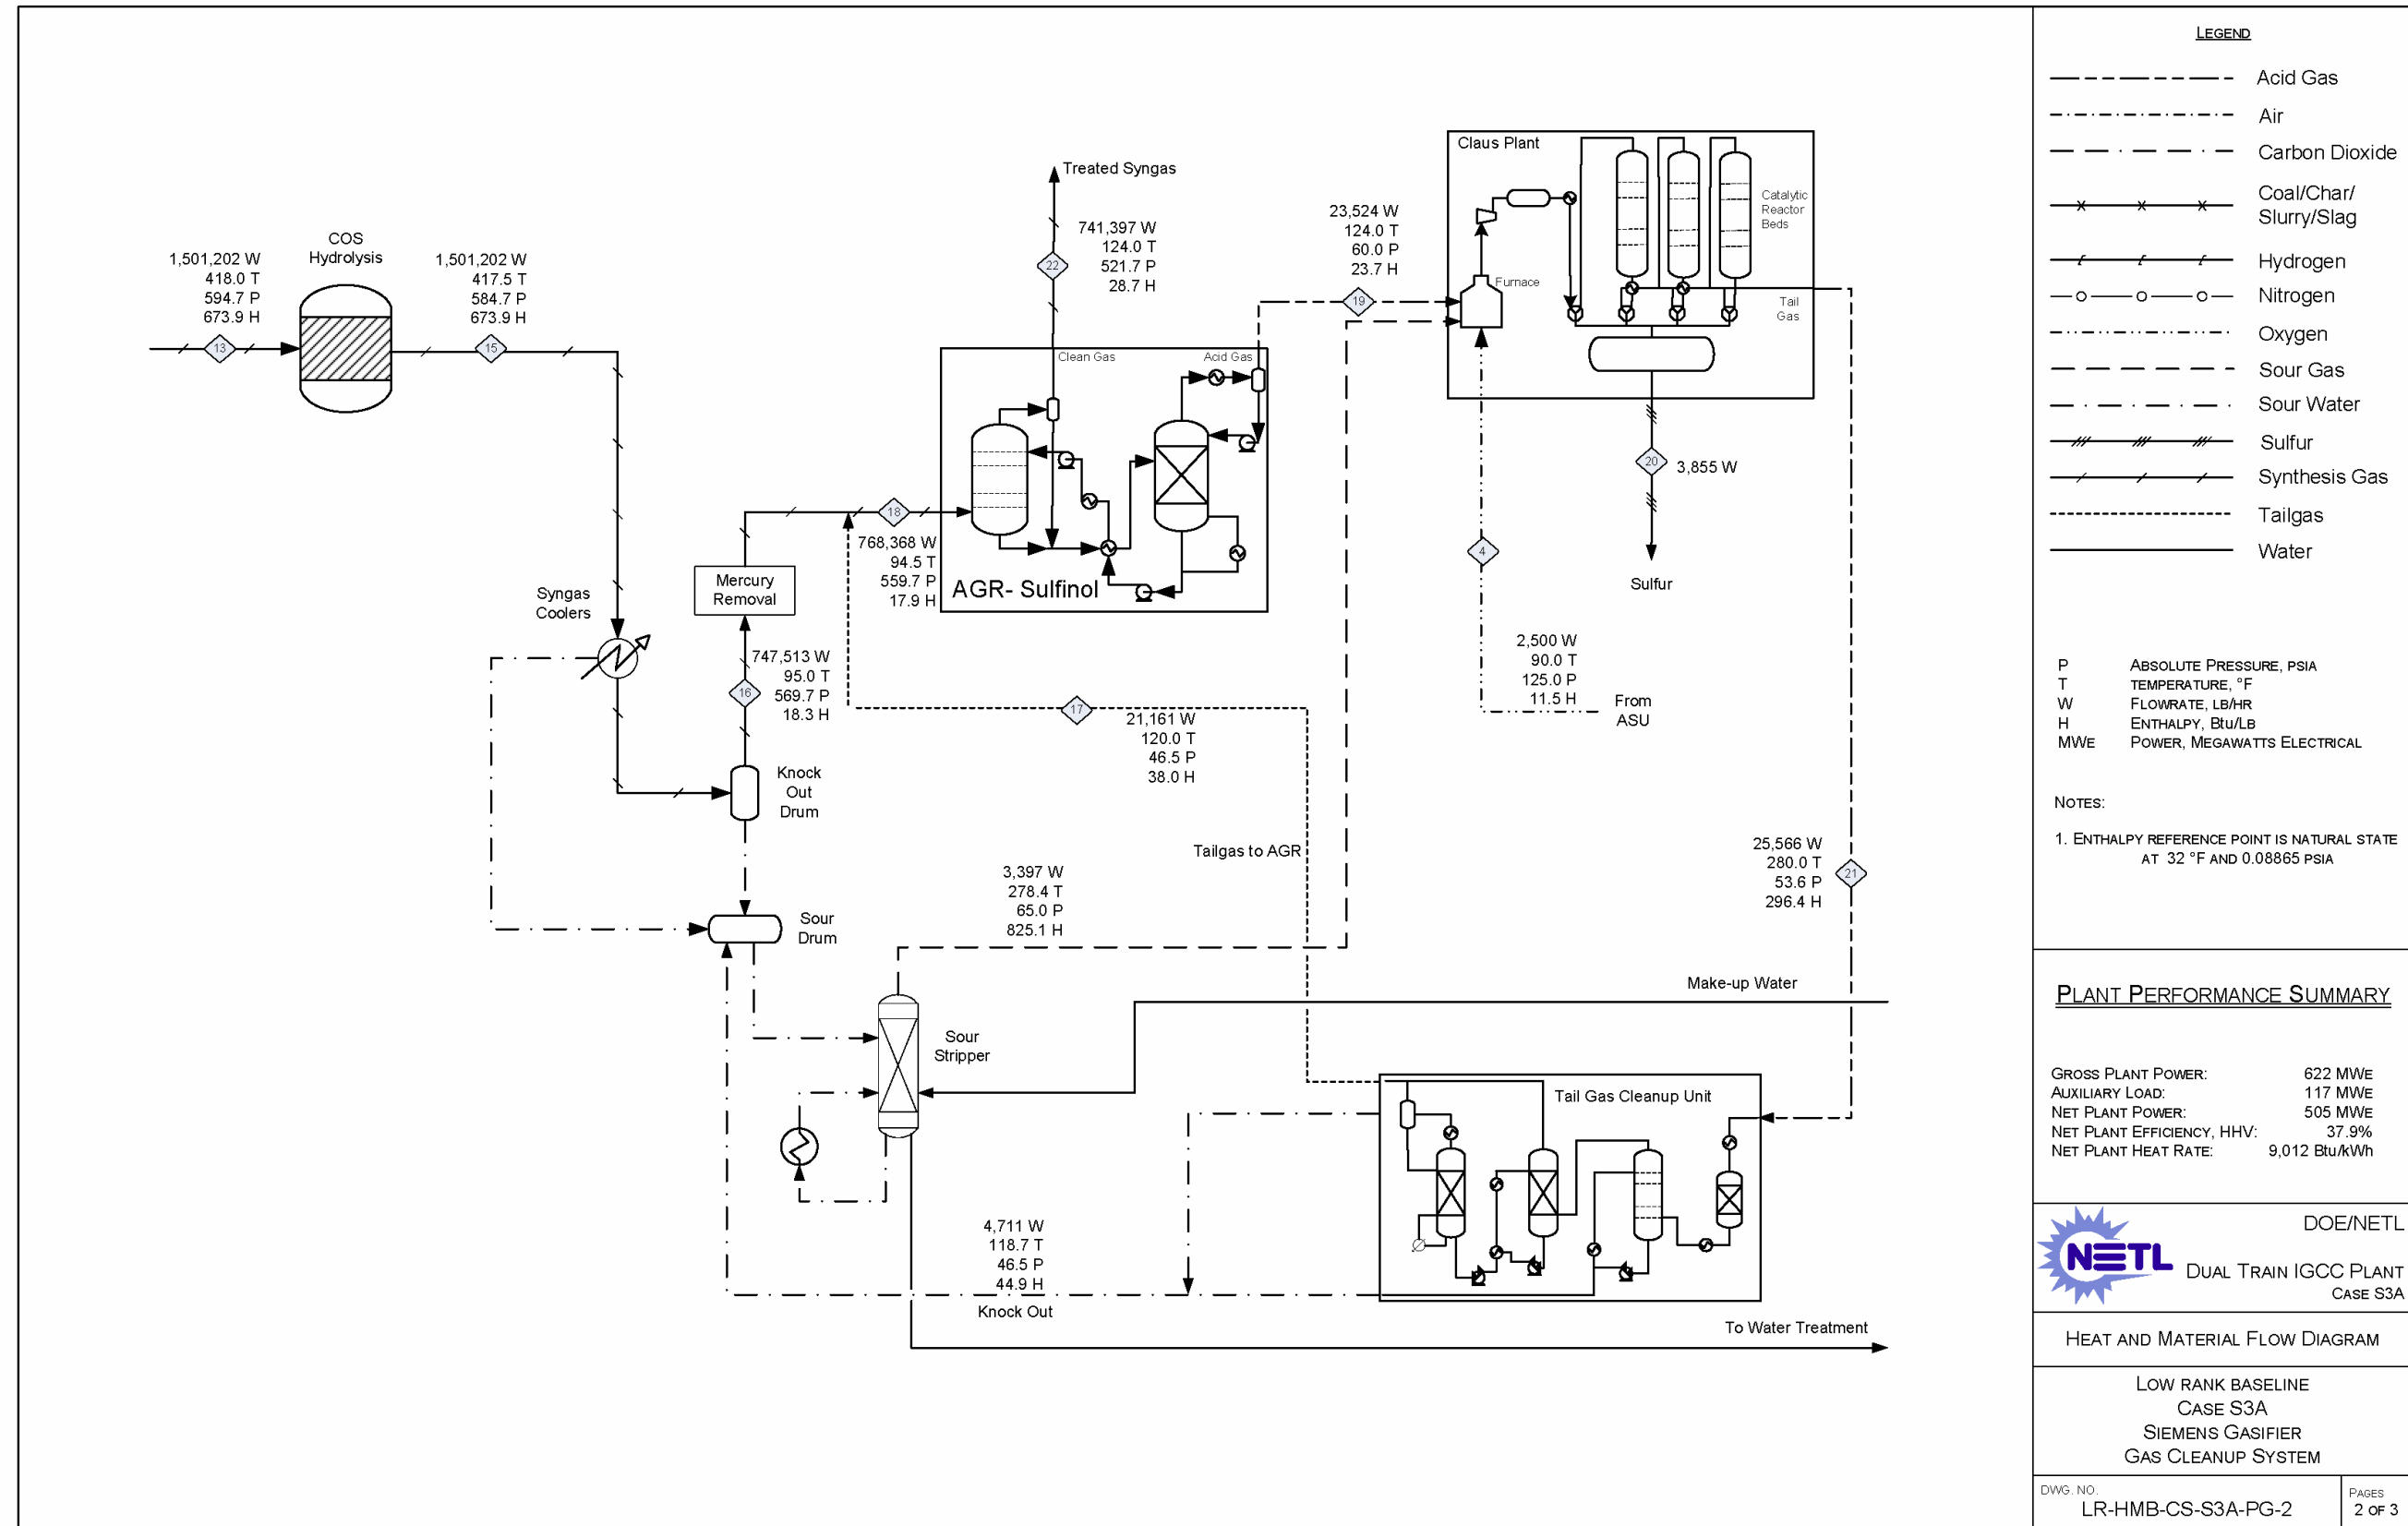 1,501,202 W
418.0 T
594.7 P
673.9 H
13
COS
Hydrolysis
1,501,202 W
417.5 T
584.7 P
673.9 H
15
Syngas
Coolers
Mercury
Removal
747,513 W
95.0 T
569.7 P
18.3 H
16
Knock
Out
Drum
Sour
Drum
Treated Syngas
741,397 W
124.0 T
521.7 P
28.7 H
22
18
768,368 W
94.5 T
559.7 P
17.9 H
Clean Gas
Acid Gas
AGR- Sulfinol
17
21,161 W
120.0 T
46.5 P
38.0 H
Tailgas to AGR
23,524 W
124.0 T
60.0 P
23.7 H
19
Claus Plant
Catalytic
Reactor
Beds
Furnace
Tail
Gas
20
3,855 W
Sulfur
4
2,500 W
90.0 T
125.0 P
11.5 H
From
ASU
25,566 W
280.0 T
53.6 P
296.4 H
21
3,397 W
278.4 T
65.0 P
825.1 H
Make-up Water
Sour
Stripper
Tail Gas Cleanup Unit
4,711 W
118.7 T
46.5 P
44.9 H
Knock Out
To Water Treatment
LEGEND
Acid Gas
Air
Carbon Dioxide
Coal/Char/
Slurry/Slag
Hydrogen
Nitrogen
Oxygen
Sour Gas
Sour Water
Sulfur
Synthesis Gas
Tailgas
Water
P ABSOLUTE PRESSURE, PSIA
T TEMPERATURE, °F
W FLOWRATE, LB/HR
H ENTHALPY, Btu/LB
MWE POWER, MEGAWATTS ELECTRICAL
NOTES:
1. ENTHALPY REFERENCE POINT IS NATURAL STATE
AT 32 °F AND 0.08865 PSIA
PLANT PERFORMANCE SUMMARY
GROSS PLANT POWER: 622 MWE
AUXILIARY LOAD: 117 MWE
NET PLANT POWER: 505 MWE
NET PLANT EFFICIENCY, HHV: 37.9%
NET PLANT HEAT RATE: 9,012 Btu/kWh
NETL
DOE/NETL
DUAL TRAIN IGCC PLANT
CASE S3A
HEAT AND MATERIAL FLOW DIAGRAM
LOW RANK BASELINE
CASE S3A
SIEMENS GASIFIER
GAS CLEANUP SYSTEM
DWG. NO.
LR-HMB-CS-S3A-PG-2
PAGES
2 OF 3